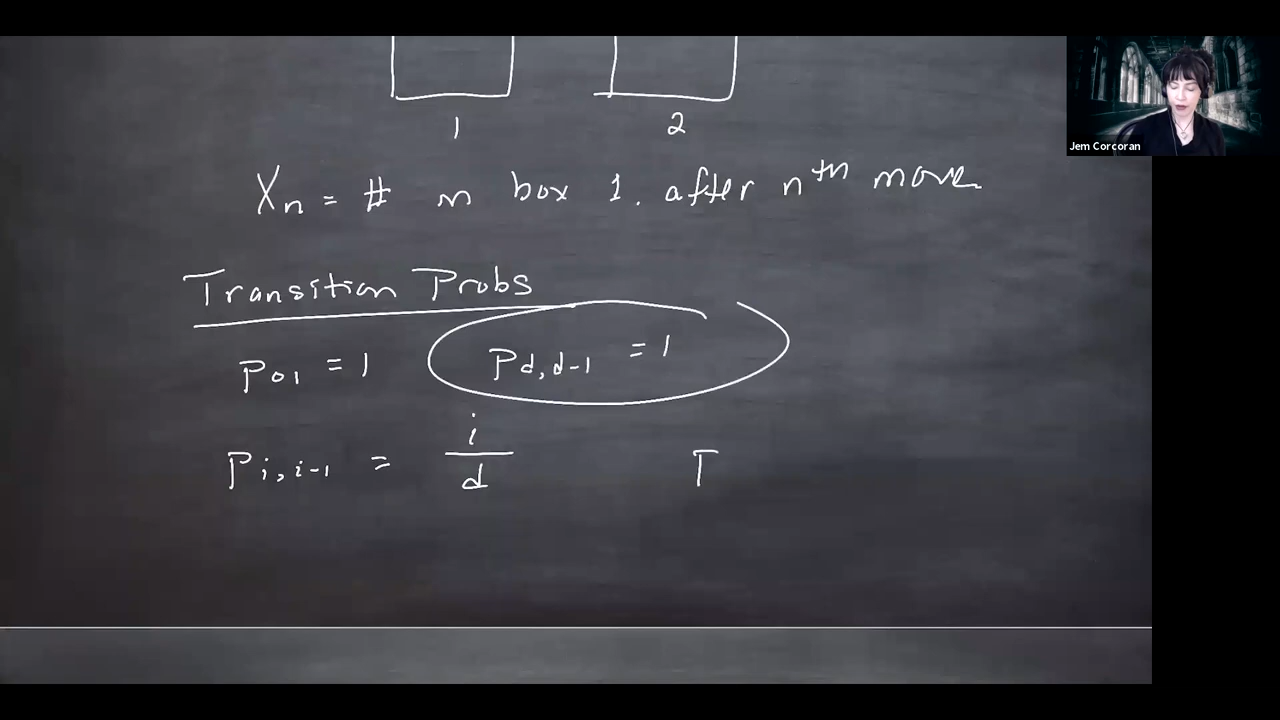 Jem Corcoran
1 2
Xn = # in box 1. after nth move
Transition Probs
P01 = 1 Pd,d-1 = 1
Pi,i-1 = i/d